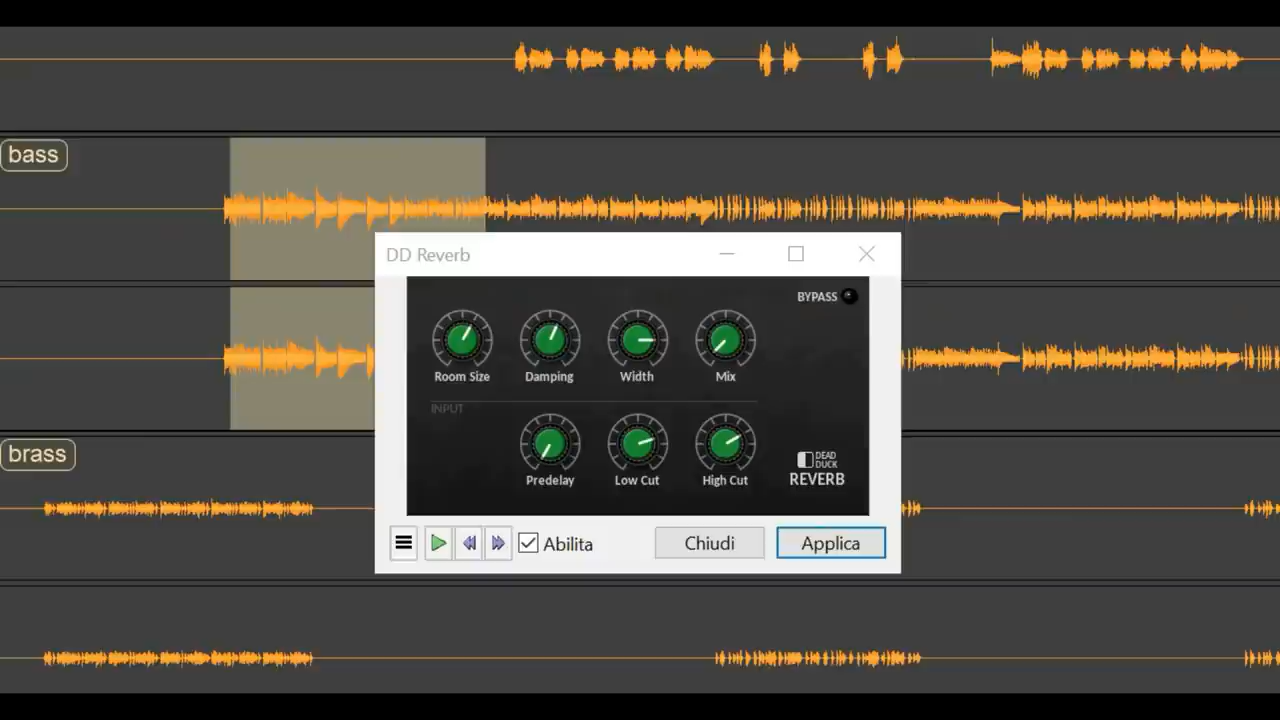 bass
DD Reverb
BYPASS
Room Size
Damping
Width
Mix
INPUT
Predelay
Low Cut
High Cut
DEAD
DUCK
REVERB
Abilita
Chiudi
Applica
brass